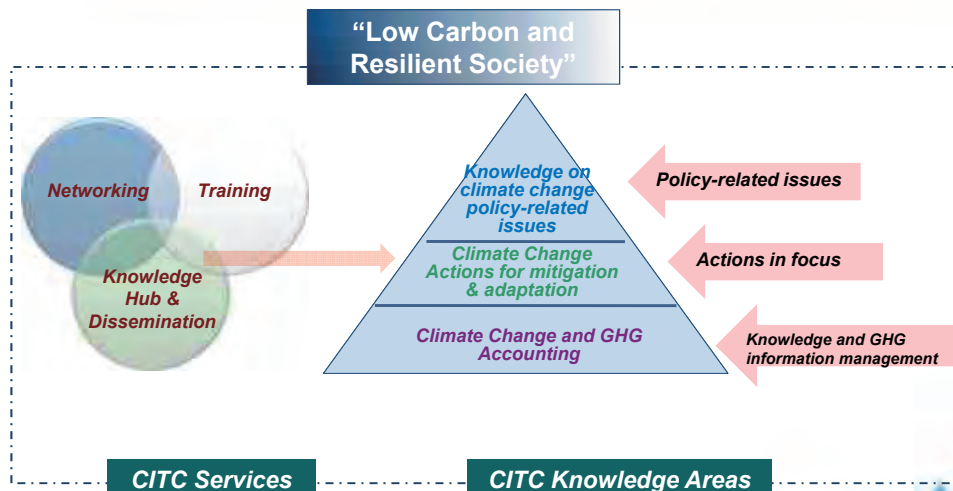 “Low Carbon and
Resilient Society”
Networking
Training
Knowledge
Hub &
Dissemination
Knowledge on
climate change
policy-related
issues
Climate Change
Actions for mitigation
& adaptation
Climate Change and GHG
Accounting
Policy-related issues
Actions in focus
Knowledge and GHG
information management
CITC Services
CITC Knowledge Areas